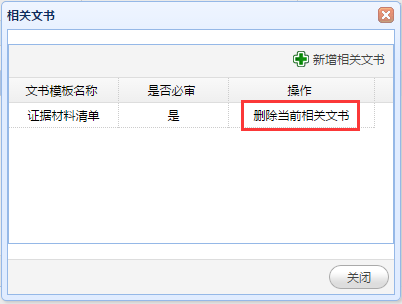 相关文书
新增相关文书
文书模板名称 是否必审 操作
证据材料清单 是 删除当前相关文书
关闭